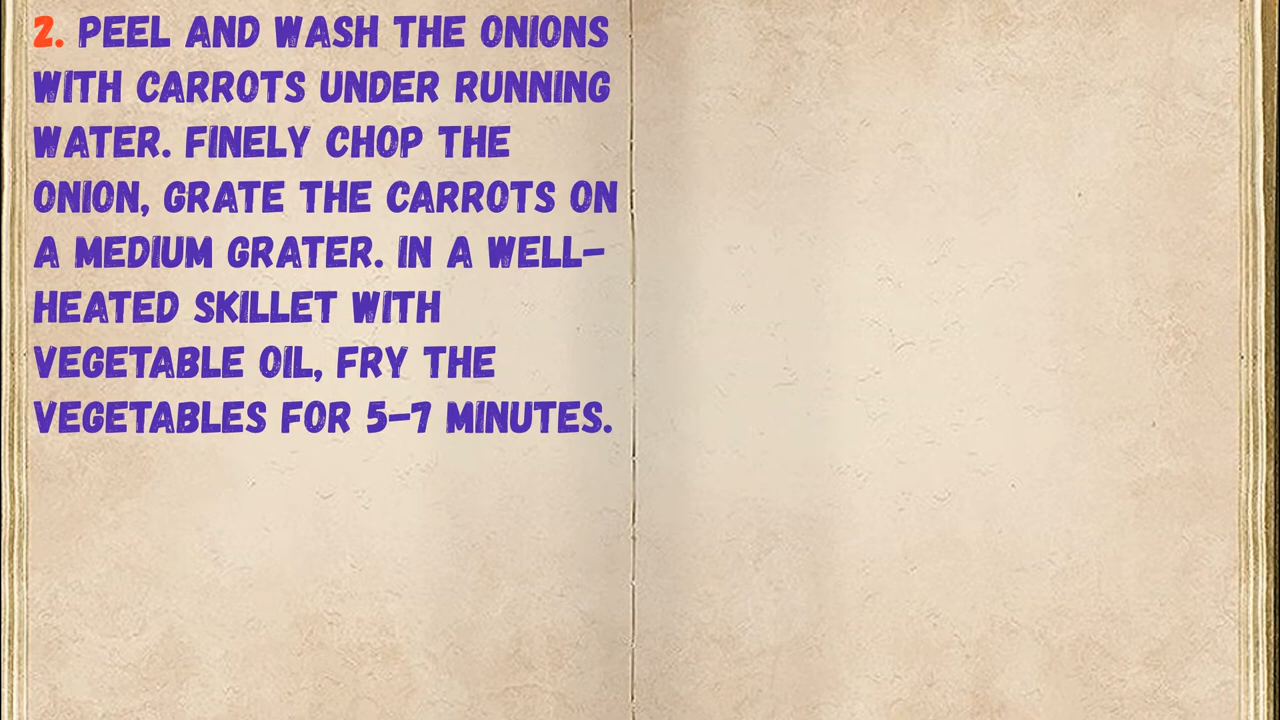 2. PEEL AND WASH THE ONIONS
WITH CARROTS UNDER RUNNING
WATER. FINELY CHOP THE
ONION, GRATE THE CARROTS ON
A MEDIUM GRATER. IN A WELL-
HEATED SKILLET WITH
VEGETABLE OIL, FRY THE
VEGETABLES FOR 5-7 MINUTES.